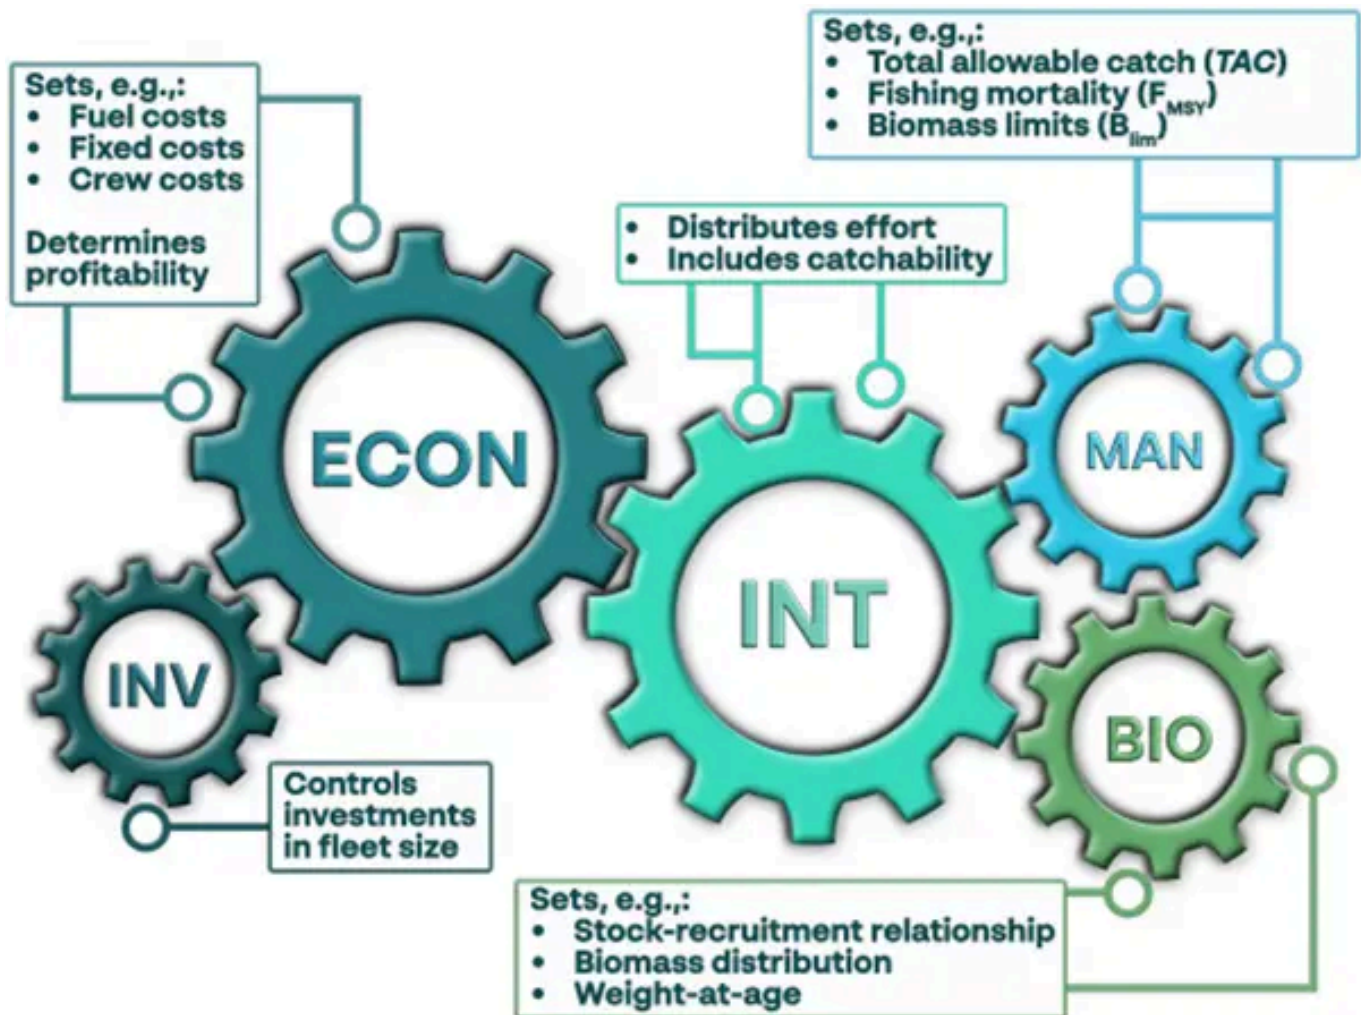 Sets, e.g.,:
• Fuel costs
• Fixed costs
• Crew costs
Determines
profitability
Sets, e.g.,:
• Total allowable catch (TAC)
• Fishing mortality (F_MSY)
• Biomass limits (B_lim)
• Distributes effort
• Includes catchability
ECON
MAN
INT
INV
BIO
Controls
investments
in fleet size
Sets, e.g.,:
• Stock-recruitment relationship
• Biomass distribution
• Weight-at-age